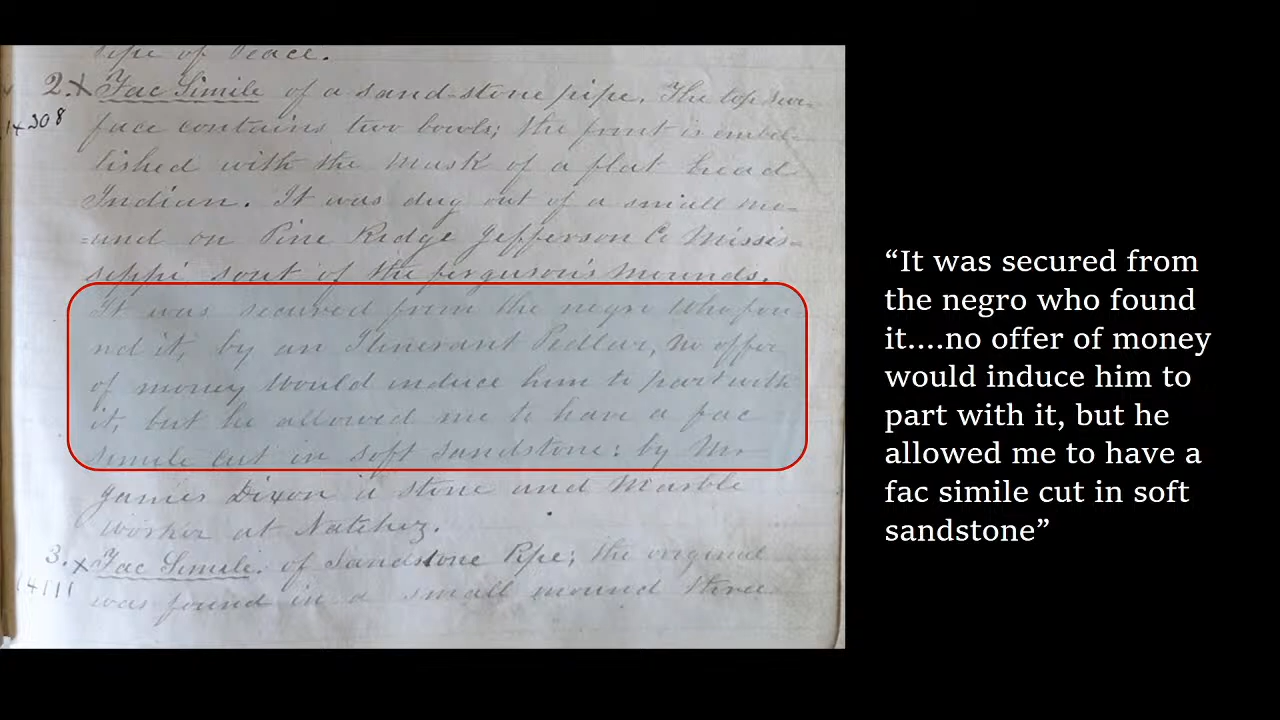 Pipe of Peace.
2.x Fac Simile of a sand-stone pipe. The top sur-
14308
face contains two bowls; the front is embe-
lished with the mask of a flat head
Indian. It was dug out of a small mo-
=und on Pine Ridge Jefferson Co Missis-
seppi sout of the ferguson's mounds.
It was secured from the negro who fou-
nd it, by an Itinerant Pedlar, no offer
of money would induce him to part with
it, but he allowed me to have a fac
simile cut in soft sandstone: by Mr
James Dixon a stone and Marble
worker at Natchez.
3.x Fac Simile. of Sandstone Pipe; the original
14111
was found in a small mound three
“It was secured from
the negro who found
it....no offer of money
would induce him to
part with it, but he
allowed me to have a
fac simile cut in soft
sandstone”